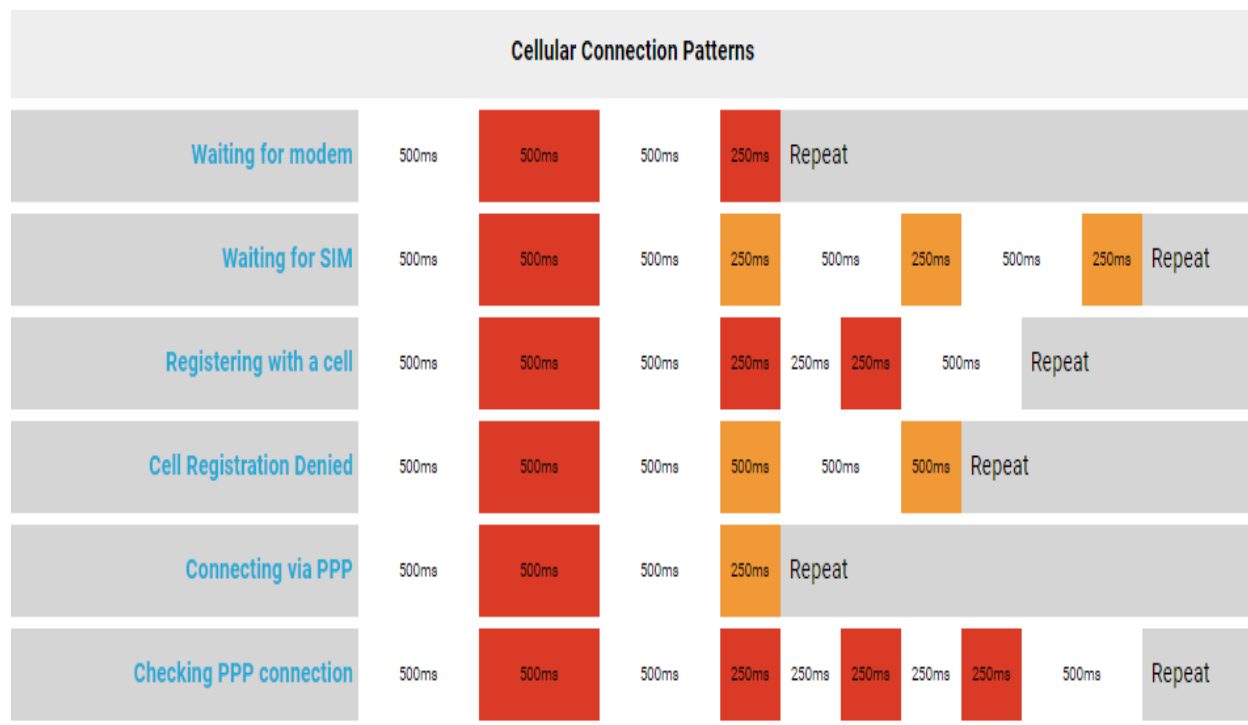 Cellular Connection Patterns
Waiting for modem 500ms 500ms 500ms 250ms Repeat
Waiting for SIM 500ms 500ms 500ms 250ms 500ms 250ms 500ms 250ms Repeat
Registering with a cell 500ms 500ms 500ms 250ms 250ms 250ms 500ms Repeat
Cell Registration Denied 500ms 500ms 500ms 500ms 500ms 500ms Repeat
Connecting via PPP 500ms 500ms 500ms 250ms Repeat
Checking PPP connection 500ms 500ms 500ms 250ms 250ms 250ms 250ms 250ms 500ms Repeat